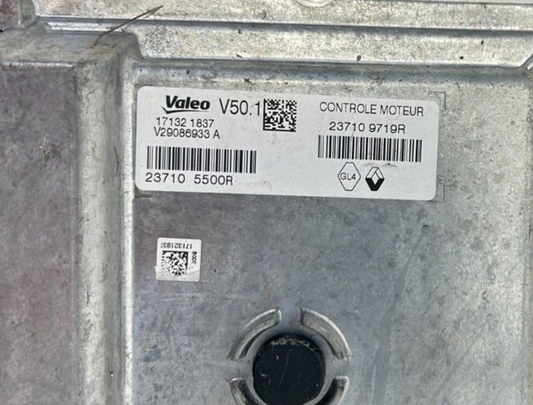 Valeo V50.1
17132 1837
V29086933 A
23710 5500R
CONTROLE MOTEUR
23710 9719R
GL4
171321837